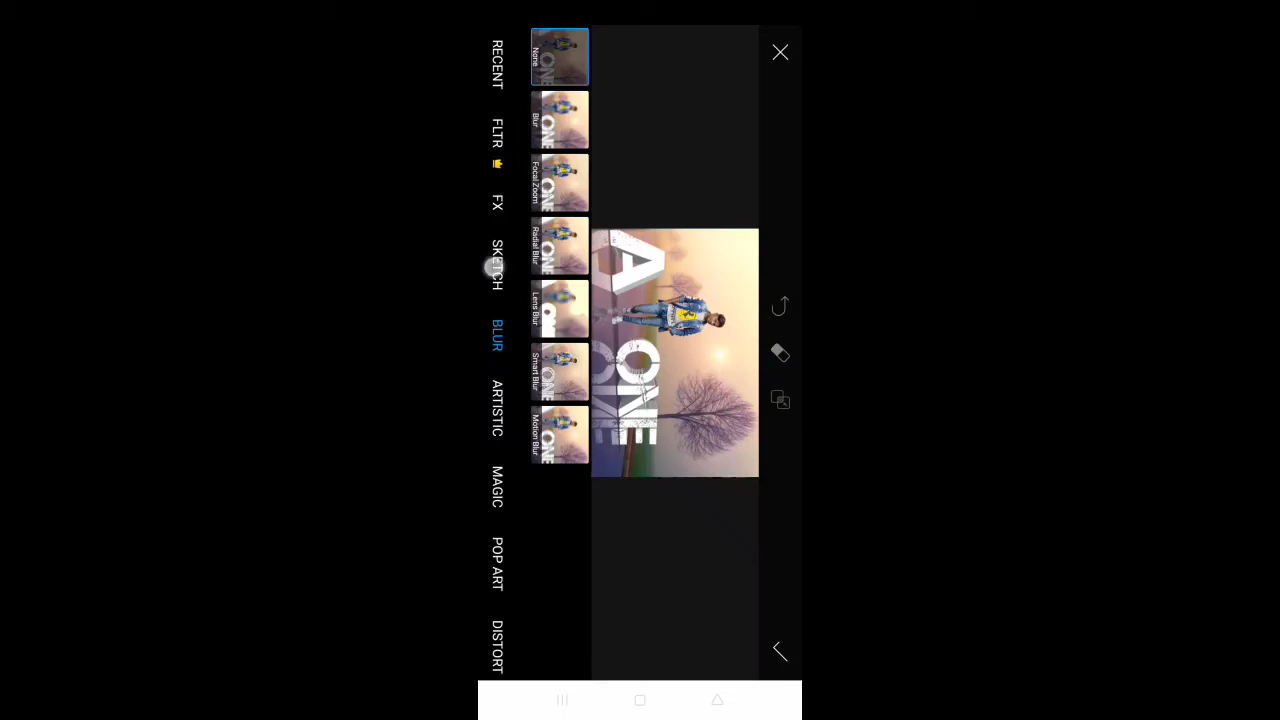 RECENT
FLTR
FX
SKETCH
BLUR
ARTISTIC
MAGIC
POP ART
DISTORT
None
Blur
Focal Zoom
Radial Blur
Lens Blur
Smart Blur
Motion Blur
A ONE